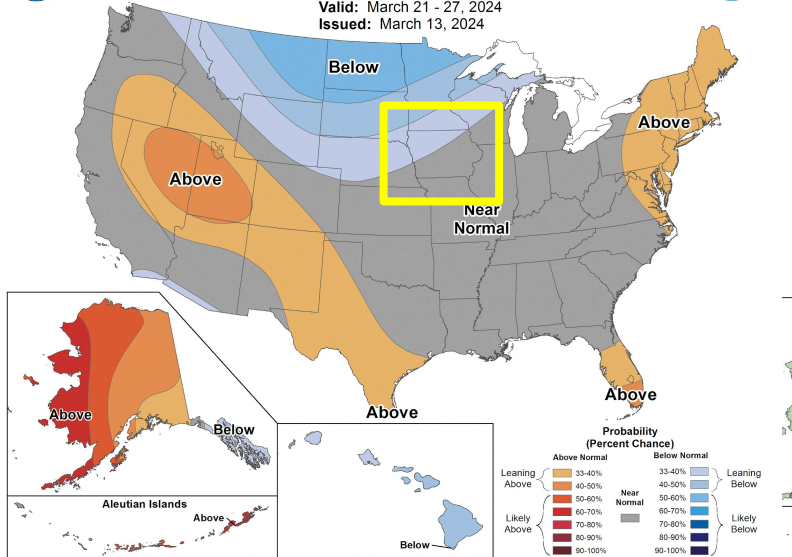 Valid: March 21 - 27, 2024
Issued: March 13, 2024
Below
Above
Above
Near
Normal
Above
Above
Above
Below
Aleutian Islands
Above
Below
Probability
(Percent Chance)
Above Normal
Below Normal
Leaning
Above
33-40%
40-50%
50-60%
60-70%
70-80%
80-90%
90-100%
Likely
Above
Near
Normal
33-40%
40-50%
50-60%
60-70%
70-80%
80-90%
90-100%
Leaning
Below
Likely
Below